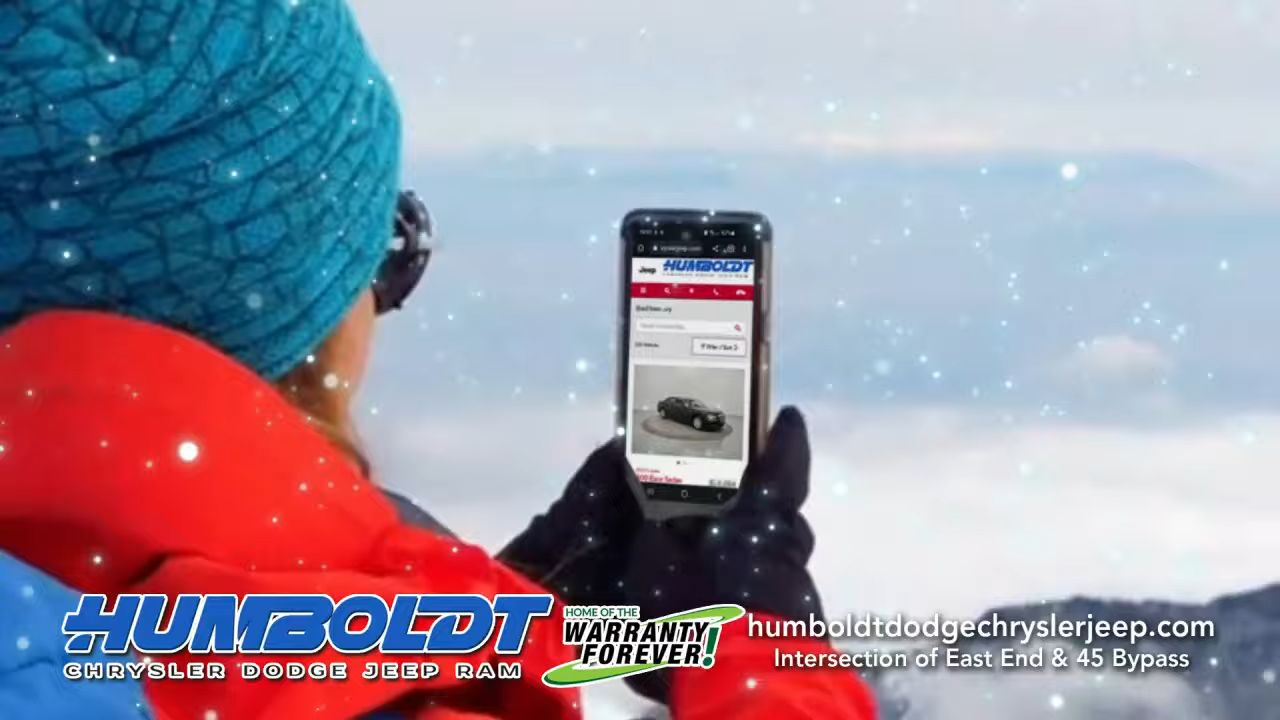 Jeep HUMBOLDT
HUMBOLDT
CHRYSLER DODGE JEEP RAM
HOME OF THE
WARRANTY
FOREVER!
humboldtdodgechryslerjeep.com
Intersection of East End & 45 Bypass